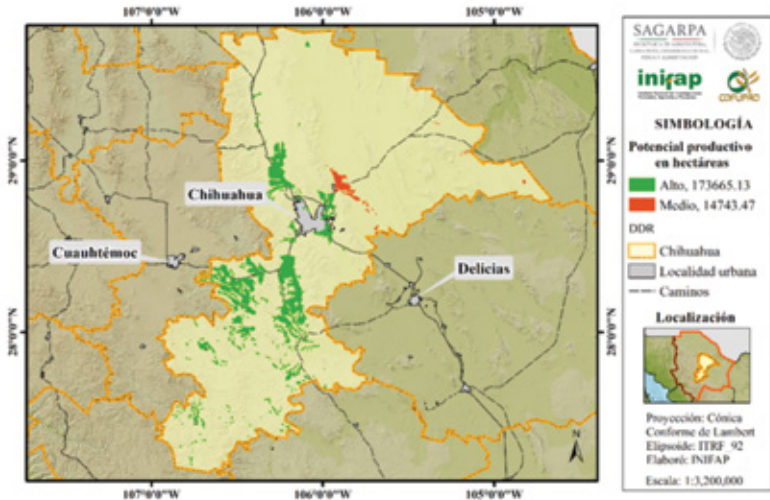 107°0'0"W
106°0'0"W
105°0'0"W
29°0'0"N
28°0'0"N
29°0'0"N
28°0'0"N
Chihuahua
Cuauhtémoc
Delicias
N
107°0'0"W
106°0'0"W
105°0'0"W
SAGARPA
inifap
COFUPRO
SIMBOLOGÍA
Potencial productivo
en hectáreas
Alto, 173665.13
Medio, 14743.47
DDR
Chihuahua
Localidad urbana
Caminos
Localización
Proyección: Cónica
Conforme de Lambert
Elipsoide: ITRF_92
Elaboró: INIFAP
Escala: 1:3,200,000